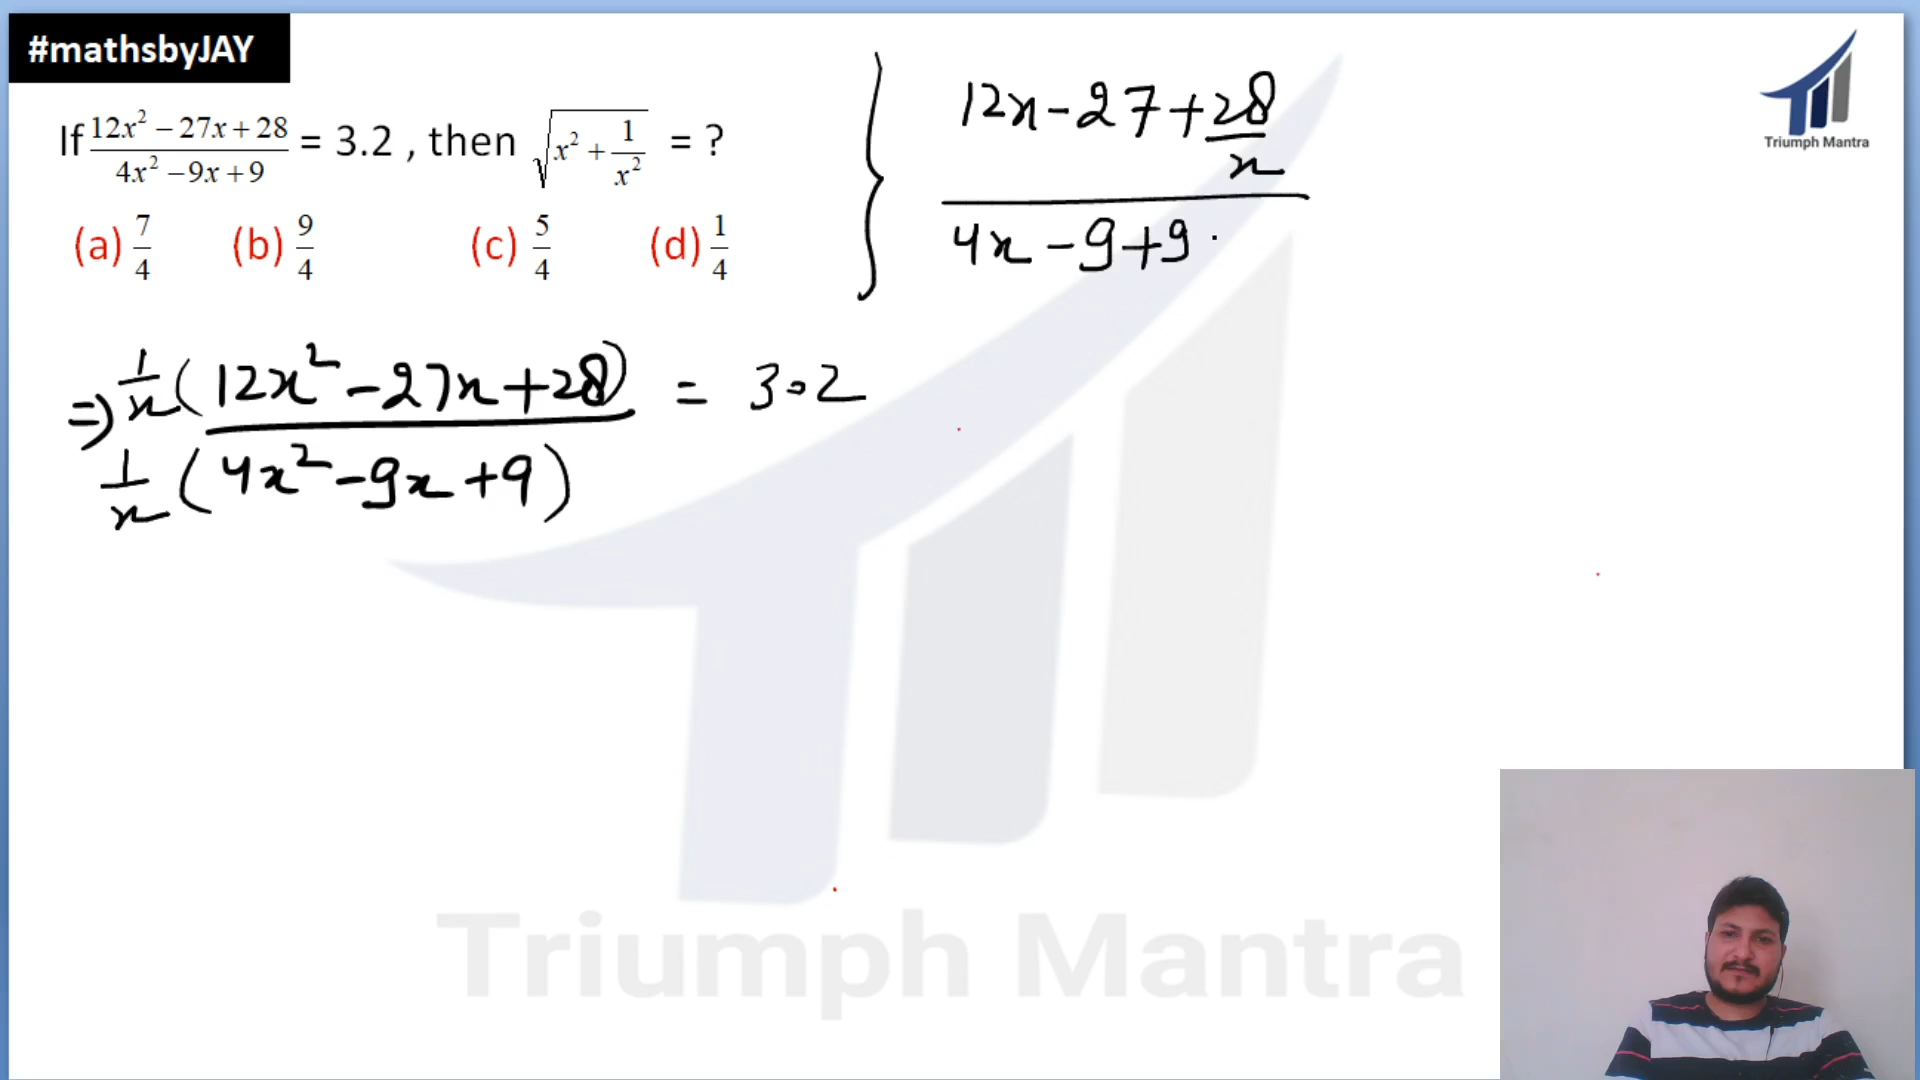 #mathsbyJAY
If (12x² − 27x + 28)/(4x² − 9x + 9) = 3.2 , then √(x² + 1/x²) = ?
(a) 7/4 (b) 9/4 (c) 5/4 (d) 1/4
12x - 27 + 28/x
4x - 9 + 9
Triumph Mantra
⇒ 1/x (12x² - 27x + 28) = 3.2
1/x (4x² - 9x + 9)
Triumph Mantra